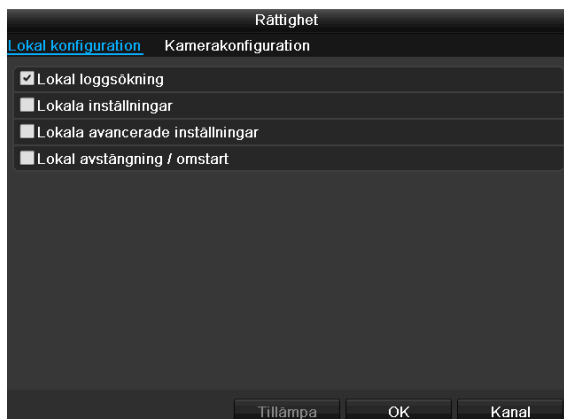 Rättighet
Lokal konfiguration Kamerakonfiguration
Lokal loggsökning
Lokala inställningar
Lokala avancerade inställningar
Lokal avstängning / omstart
Tillämpa OK Kanal